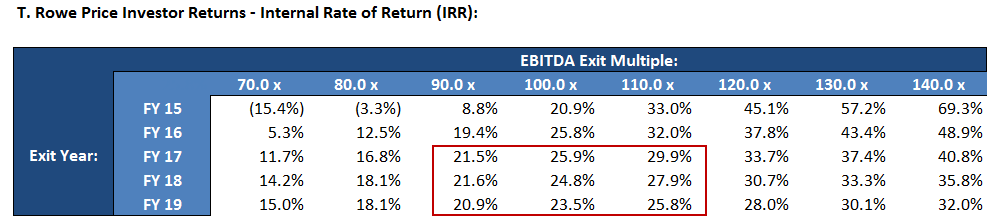 T. Rowe Price Investor Returns - Internal Rate of Return (IRR):
EBITDA Exit Multiple:
70.0 x 80.0 x 90.0 x 100.0 x 110.0 x 120.0 x 130.0 x 140.0 x
FY 15 (15.4%) (3.3%) 8.8% 20.9% 33.0% 45.1% 57.2% 69.3%
FY 16 5.3% 12.5% 19.4% 25.8% 32.0% 37.8% 43.4% 48.9%
Exit Year: FY 17 11.7% 16.8% 21.5% 25.9% 29.9% 33.7% 37.4% 40.8%
FY 18 14.2% 18.1% 21.6% 24.8% 27.9% 30.7% 33.3% 35.8%
FY 19 15.0% 18.1% 20.9% 23.5% 25.8% 28.0% 30.1% 32.0%